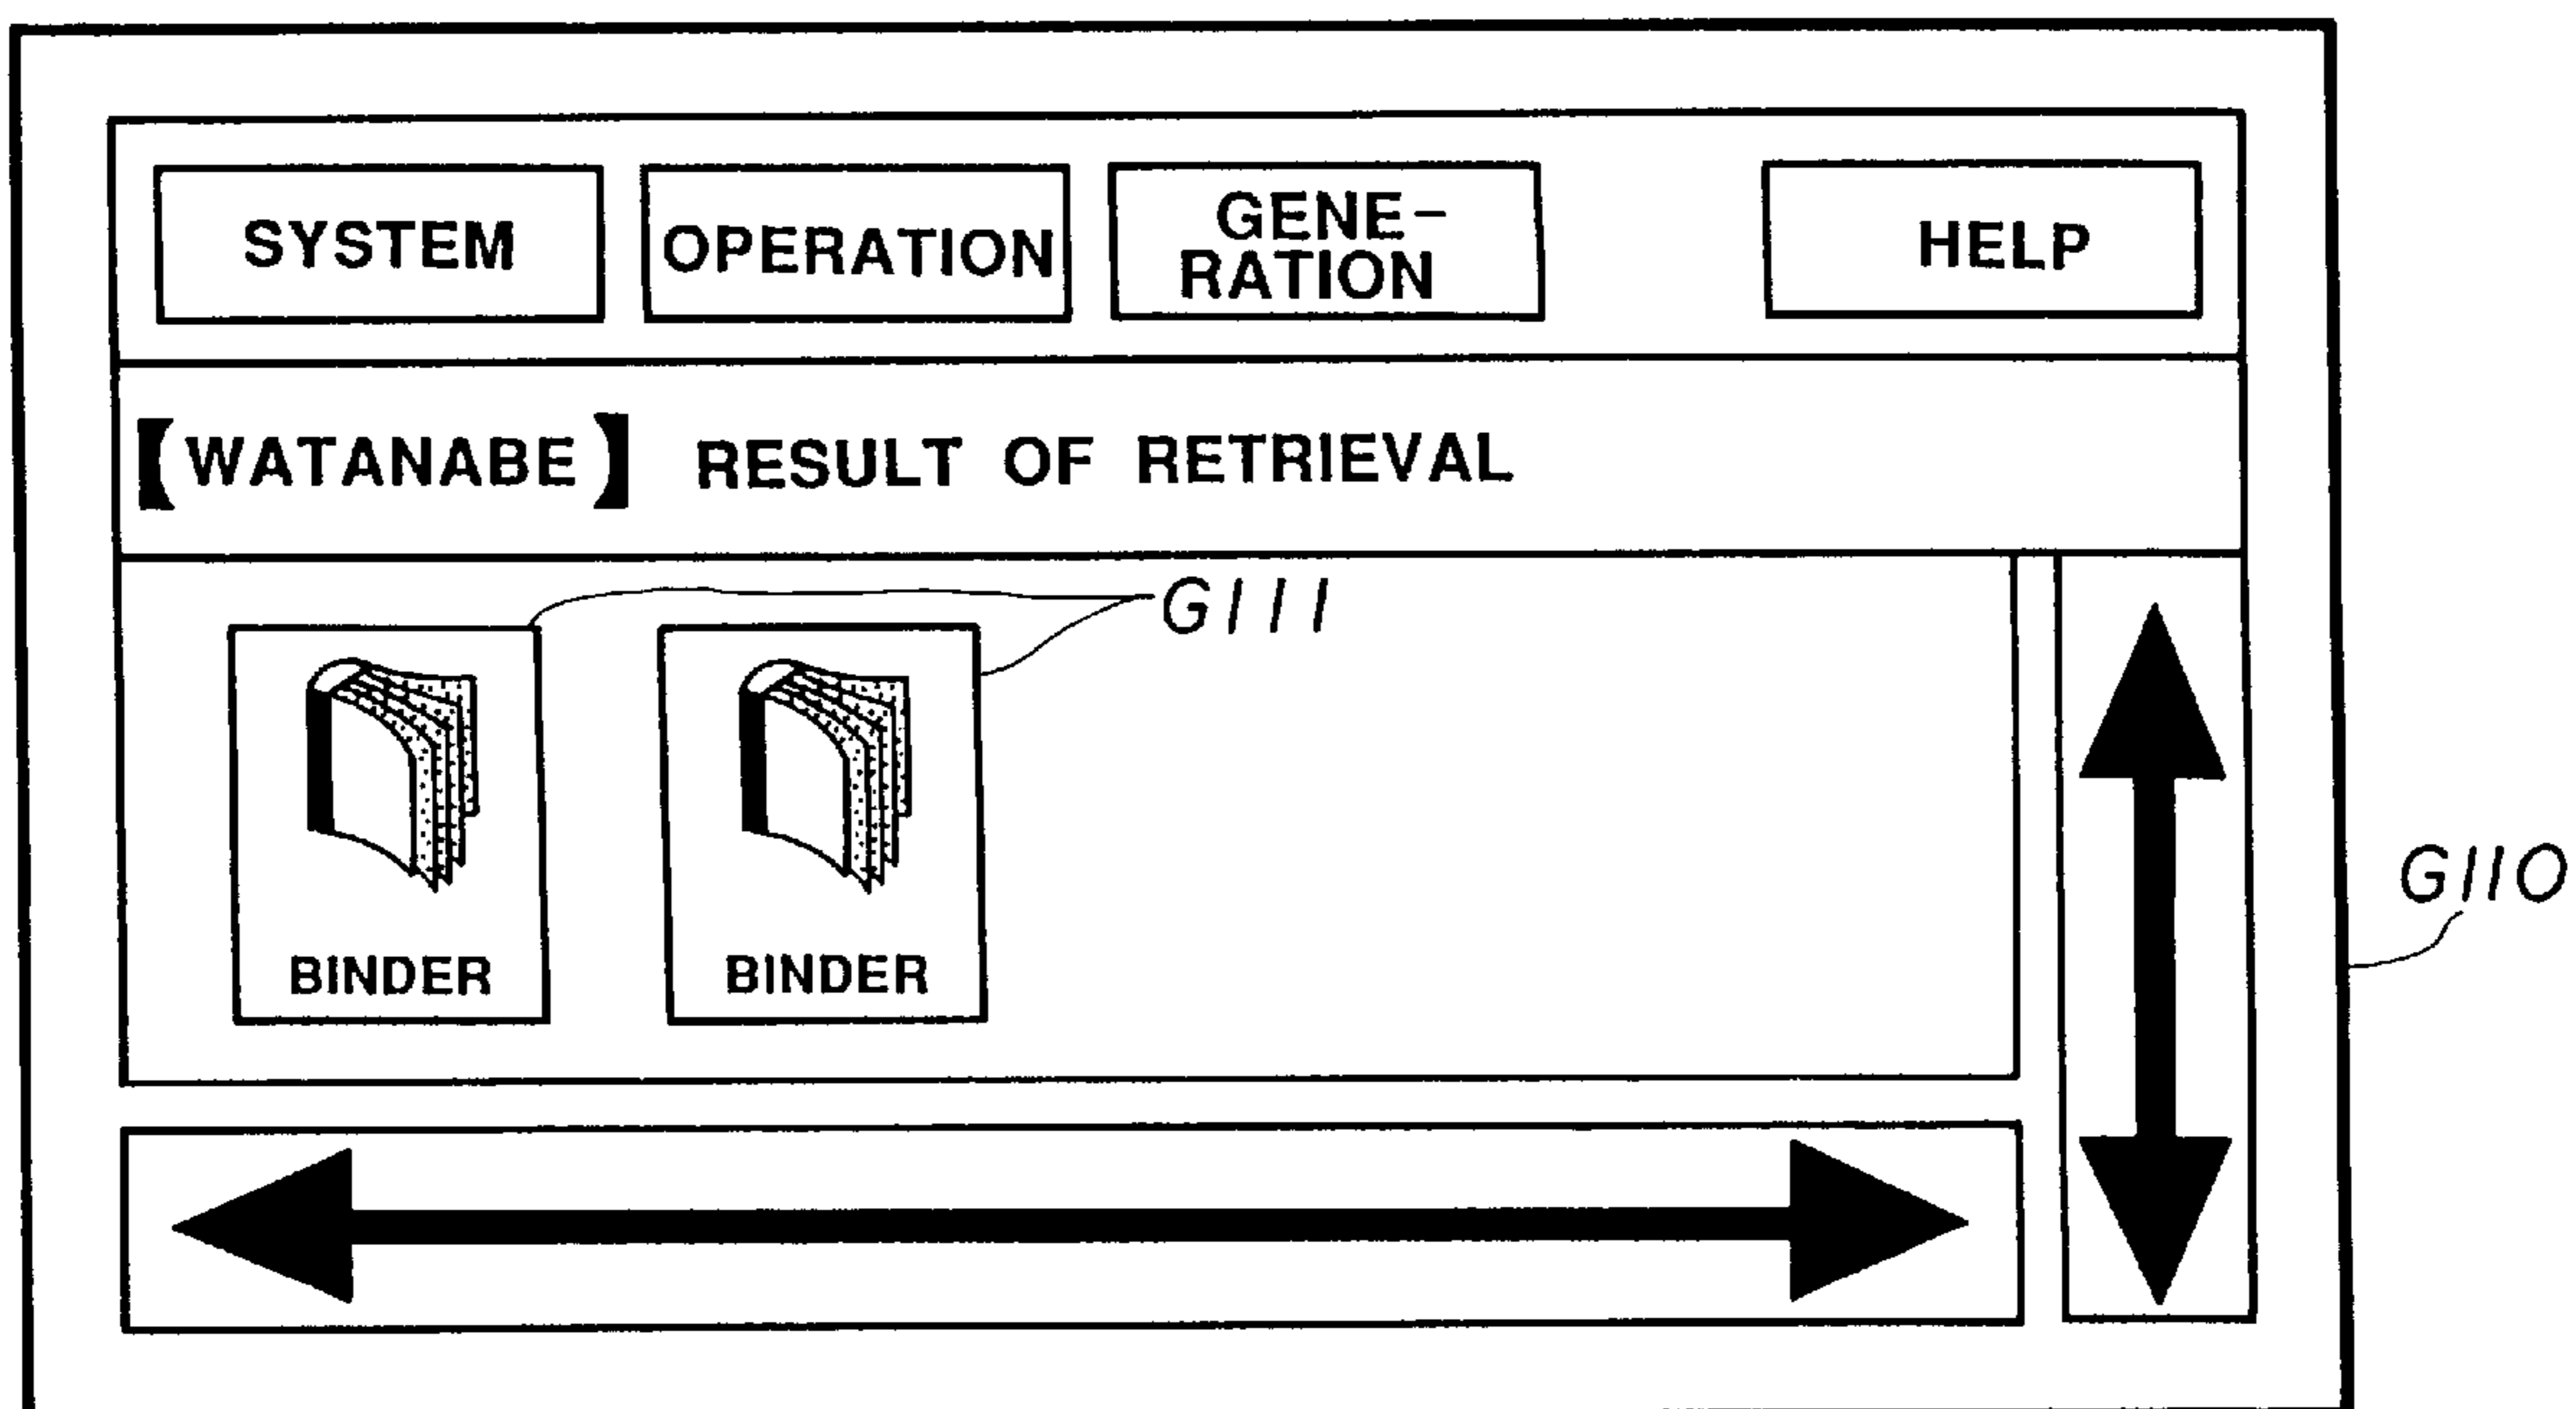 SYSTEM OPERATION GENE-
RATION HELP
【WATANABE】 RESULT OF RETRIEVAL
G111
G110
BINDER BINDER